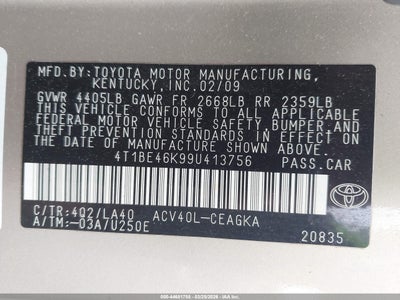 MFD.BY:TOYOTA MOTOR MANUFACTURING,
KENTUCKY,INC.02/09
GVWR 4405LB GAWR FR 2668LB RR 2359LB
THIS VEHICLE CONFORMS TO ALL APPLICABLE
FEDERAL MOTOR VEHICLE SAFETY,BUMPER,AND
THEFT PREVENTION STANDARDS IN EFFECT ON
THE DATE OF MANUFACTURE SHOWN ABOVE.
4T1BE46K99U413756 PASS.CAR
C/TR:4Q2/LA40 ACV40L-CEAGKA
A/TM:-03A/U250E
TOYOTA
20835